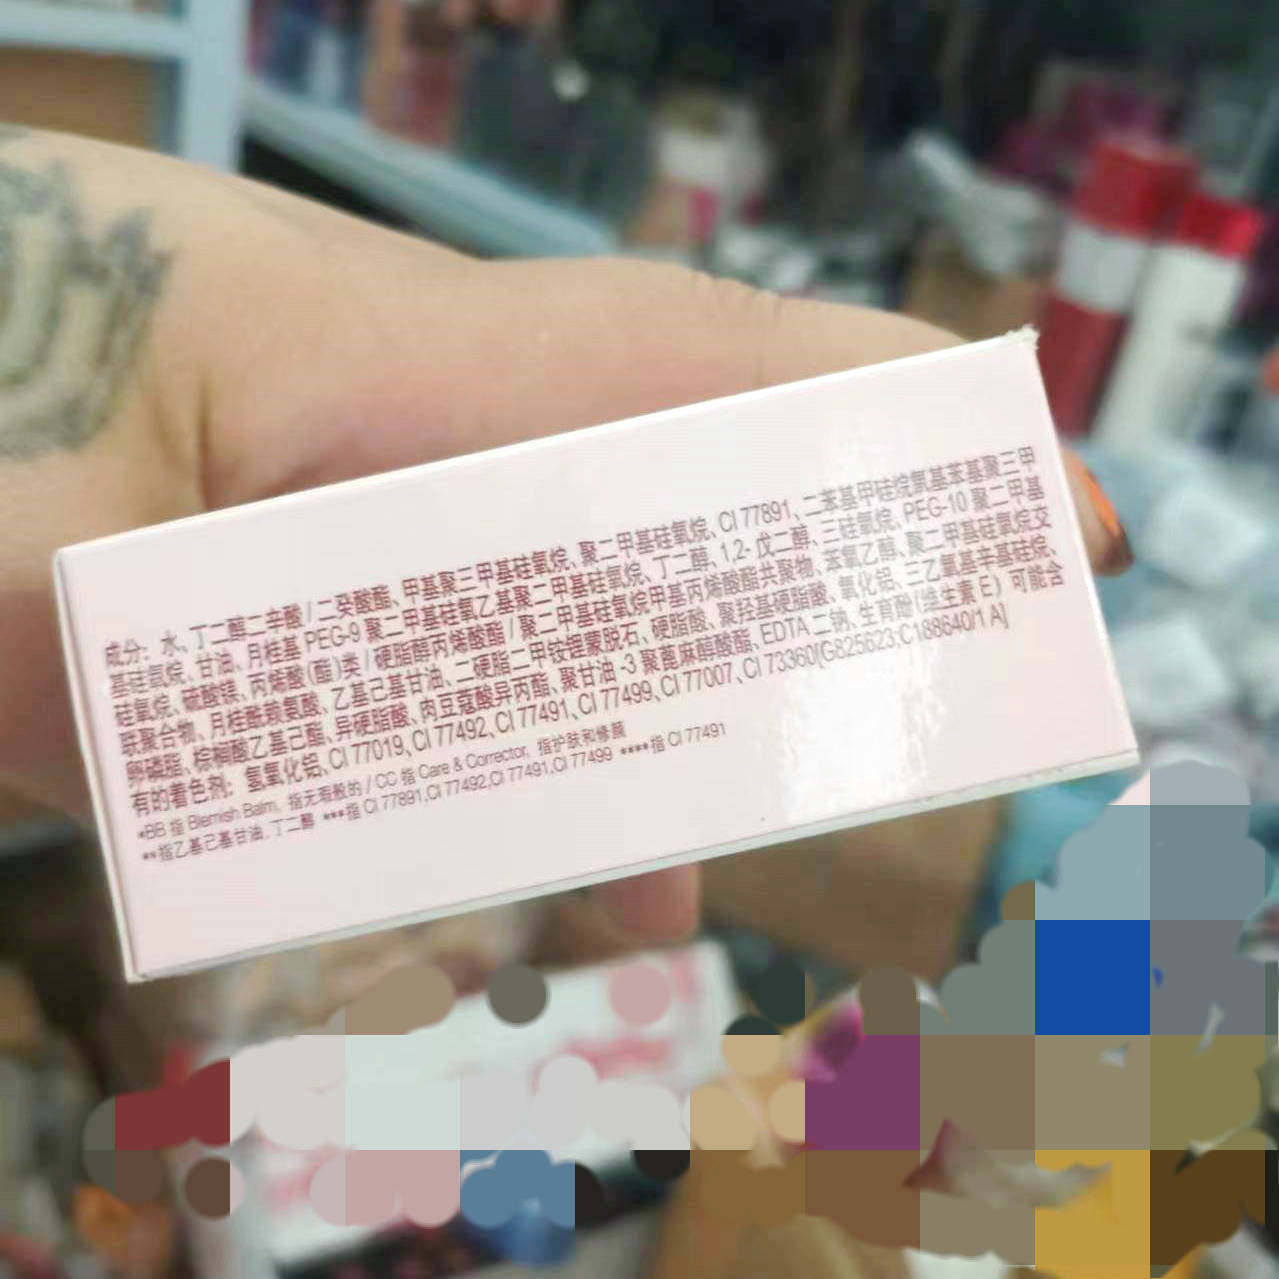 成分：水、丁二醇二辛酸/二癸酸酯、甲基聚三甲基硅氧烷、聚二甲基硅氧烷、CI 77891、二苯基甲硅烷氧基苯基聚三甲
基硅氧烷、甘油、月桂基 PEG-9 聚二甲基硅氧乙基聚二甲基硅氧烷、丁二醇、1,2- 戊二醇、三硅氧烷、PEG-10 聚二甲基
硅氧烷、硫酸镁、丙烯酸(酯)类/硬脂醇丙烯酸酯/聚二甲基硅氧烷甲基丙烯酸酯共聚物、苯氧乙醇、聚二甲基硅氧烷交
联聚合物、月桂酰赖氨酸、乙基己基甘油、二硬脂二甲铵锂蒙脱石、硬脂酸、聚羟基硬脂酸、氧化铝、三乙氧基辛基硅烷、
卵磷脂、棕榈酸乙基己酯、异硬脂酸、肉豆蔻酸异丙酯、聚甘油 -3 聚蓖麻醇酸酯、EDTA 二钠、生育酚(维生素 E) 可能含
有的着色剂：氢氧化铝、CI 77019、CI 77492、CI 77491、CI 77499、CI 77007、CI 73360[G825623;C188640/1 A]
*BB 指 Blemish Balm, 指无瑕般的 / CC 指 Care & Corrector, 指护肤和修颜
**指乙基己基甘油、丁二醇 ***指 CI 77891,CI 77492,CI 77491,CI 77499 ****指 CI 77491